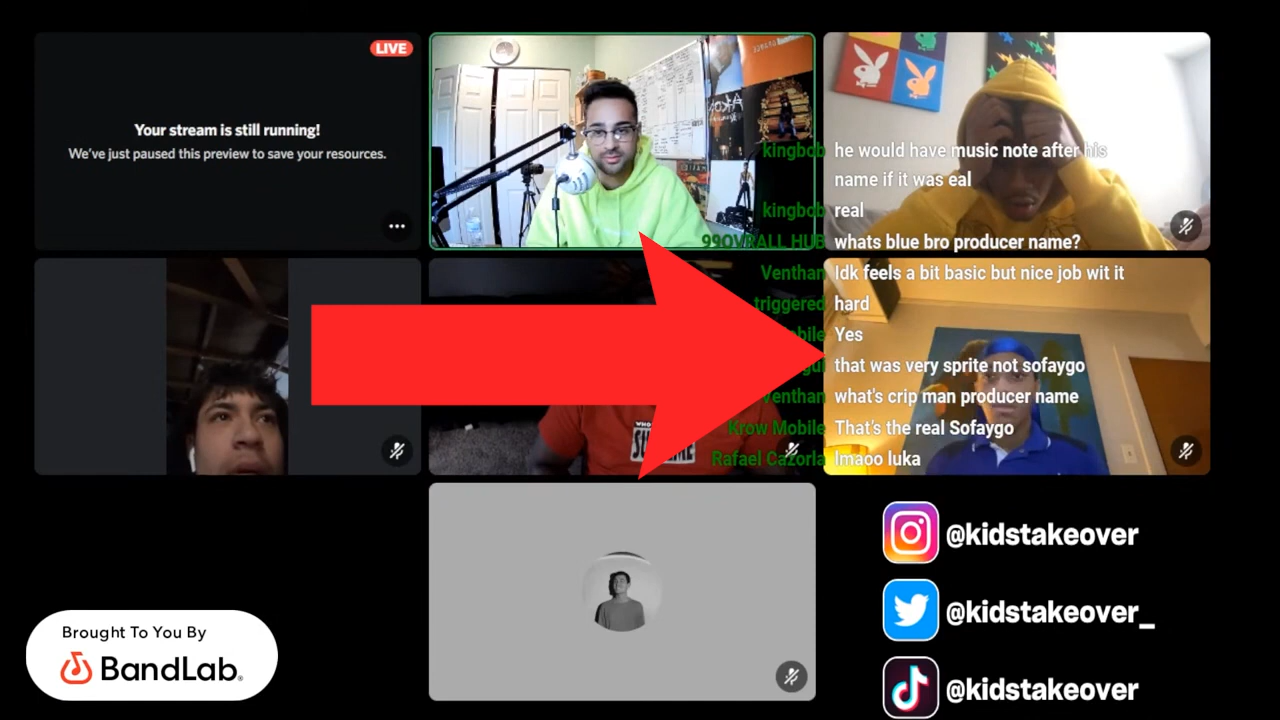 LIVE
Your stream is still running!
We've just paused this preview to save your resources.
kingbob he would have music note after his
name if it was eal
kingbob real
99OVRALL HUB whats blue bro producer name?
Venthan Idk feels a bit basic but nice job wit it
triggered hard
Yes
that was very sprite not sofaygo
Venthan what's crip man producer name
Krow Mobile That's the real Sofaygo
Rafael Cazorla lmaoo luka
@kidstakeover
@kidstakeover_
@kidstakeover
Brought To You By
BandLab